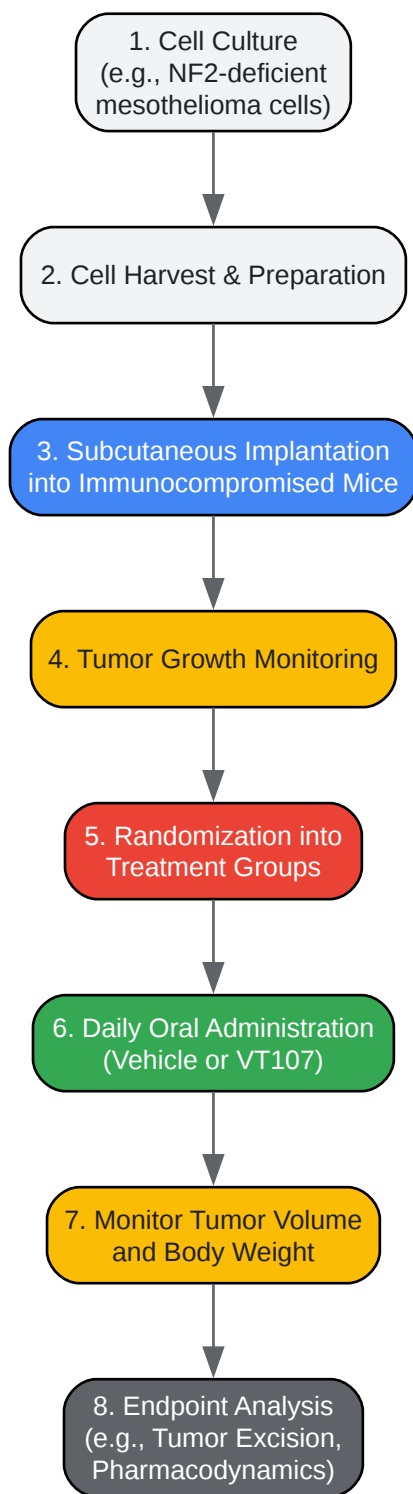 1. Cell Culture
(e.g., NF2-deficient
mesothelioma cells)
2. Cell Harvest & Preparation
3. Subcutaneous Implantation
into Immunocompromised Mice
4. Tumor Growth Monitoring
5. Randomization into
Treatment Groups
6. Daily Oral Administration
(Vehicle or VT107)
7. Monitor Tumor Volume
and Body Weight
8. Endpoint Analysis
(e.g., Tumor Excision,
Pharmacodynamics)